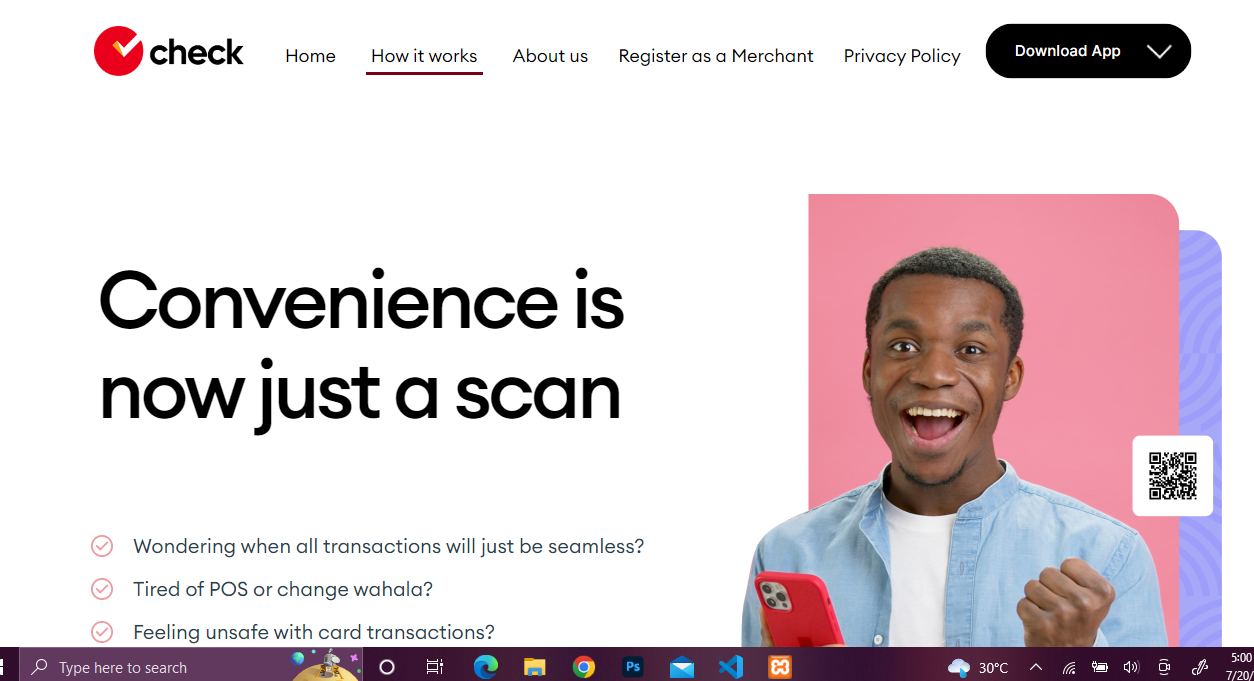 check
Home
How it works
About us
Register as a Merchant
Privacy Policy
Download App
Convenience is
now just a scan
Wondering when all transactions will just be seamless?
Tired of POS or change wahala?
Feeling unsafe with card transactions?
Type here to search
Ps
30°C
5:00
7/20/